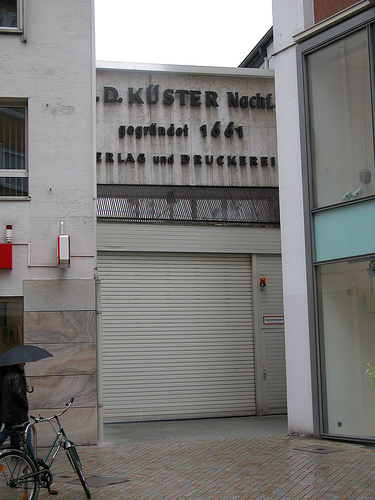 .D. KÜSTER Nachf.
gegründet 1661
ERLAG und DRUCKEREI